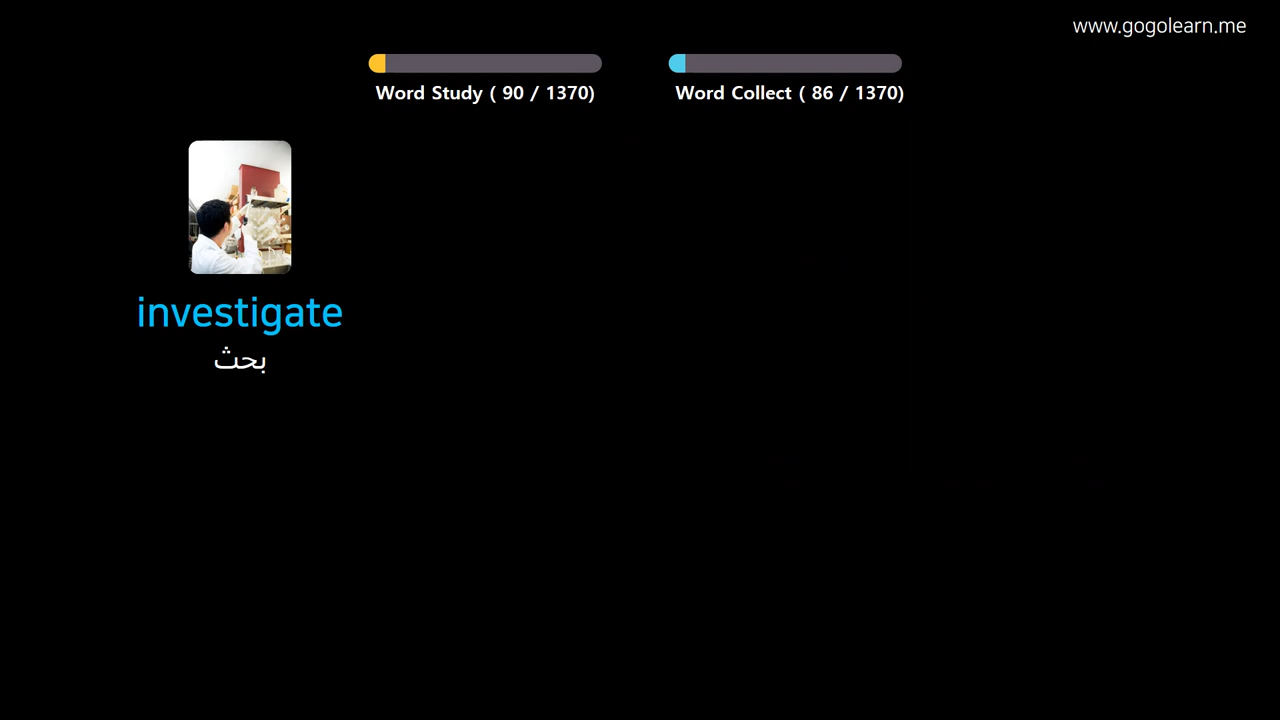 www.gogolearn.me
Word Study ( 90 / 1370)
Word Collect ( 86 / 1370)
investigate
بحث